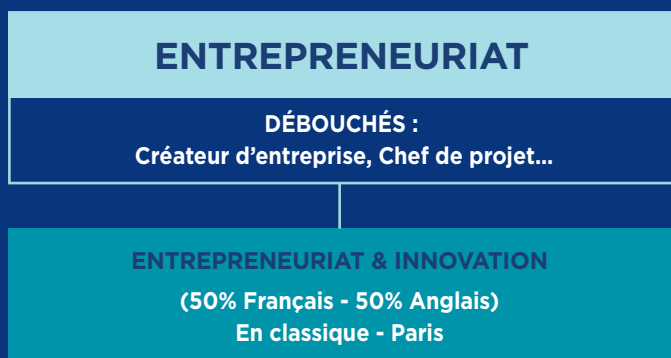 ENTREPRENEURIAT
DÉBOUCHÉS :
Créateur d'entreprise, Chef de projet...
ENTREPRENEURIAT & INNOVATION
(50% Français - 50% Anglais)
En classique - Paris